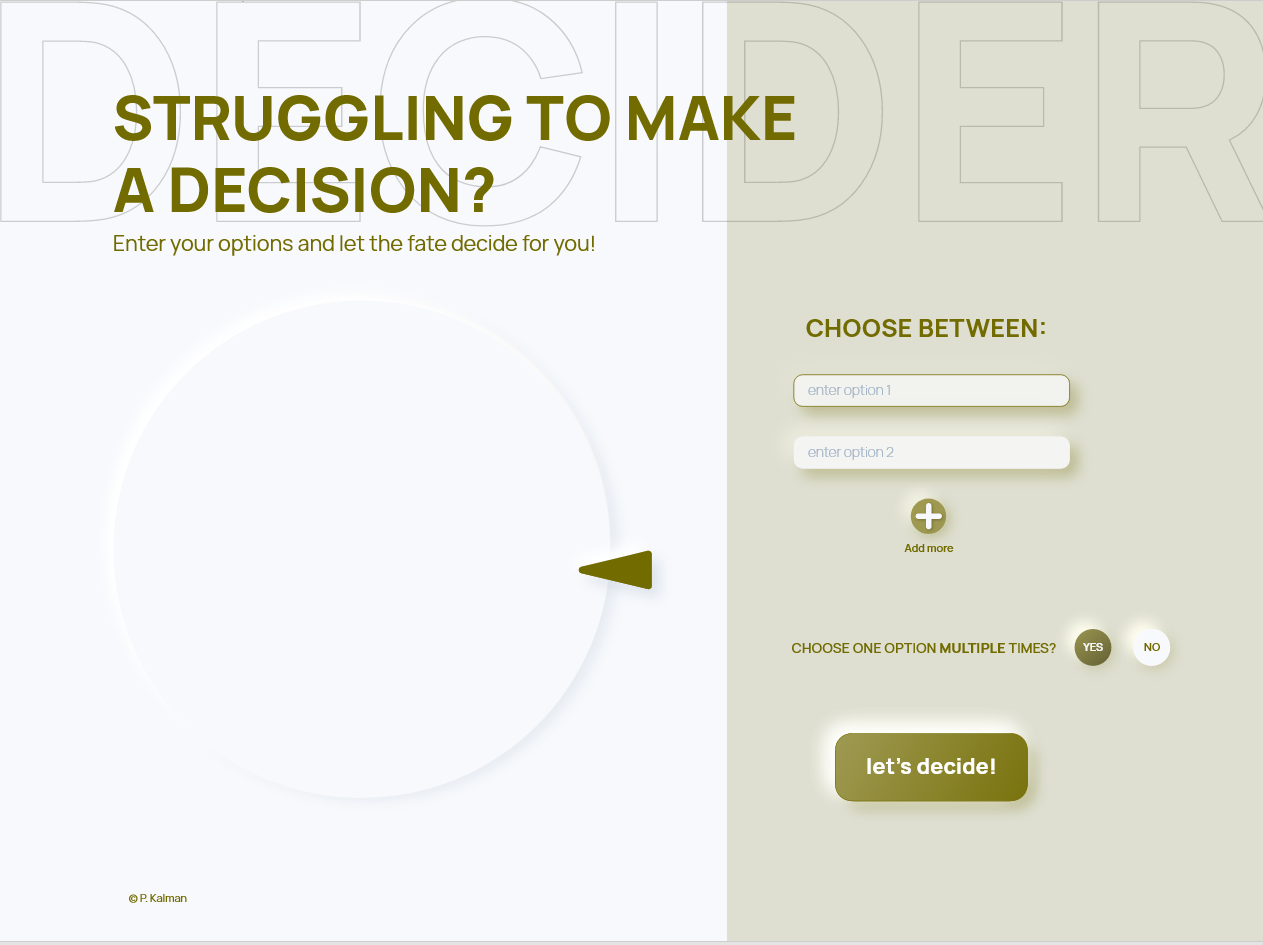 DECIDER
STRUGGLING TO MAKE
A DECISION?
Enter your options and let the fate decide for you!
CHOOSE BETWEEN:
enter option 1
enter option 2
Add more
CHOOSE ONE OPTION MULTIPLE TIMES? YES NO
let's decide!
© P. Kalman